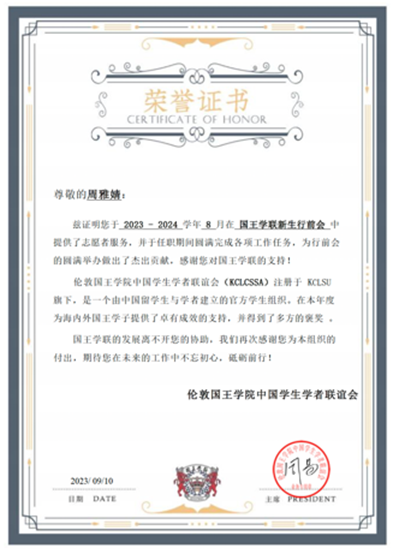 荣誉证书
CERTIFICATE OF HONOR
尊敬的周雅婧：
兹证明您于 2023 - 2024 学年 8 月在 国王学联新生行前会 中
提供了志愿者服务，并于任职期间圆满完成各项工作任务，为行前会
的圆满举办做出了杰出贡献，感谢您对国王学联的支持！
伦敦国王学院中国学生学者联谊会（KCLCSSA）注册于 KCLSU
旗下，是一个由中国留学生与学者建立的官方学生组织，在本年度
为海内外国王学子提供了卓有成效的支持，并得到了多方的褒奖 。
国王学联的发展离不开您的协助，我们再次感谢您为本组织的
付出，期待您在未来的工作中不忘初心，砥砺前行！
伦敦国王学院中国学生学者联谊会
2023/09/10
日期 DATE
主席 PRESIDENT